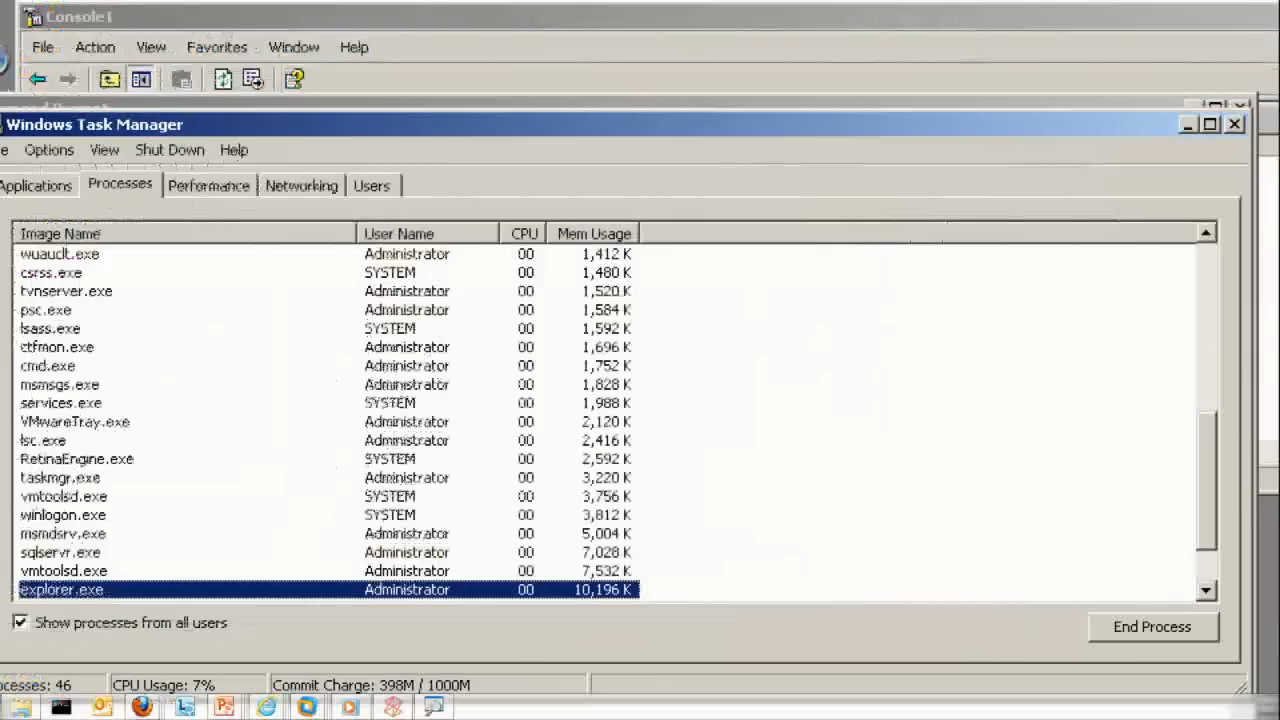 Console1
File Action View Favorites Window Help
Windows Task Manager
e Options View Shut Down Help
Applications Processes Performance Networking Users
Image Name User Name CPU Mem Usage
wuauclt.exe Administrator 00 1,412 K
csrss.exe SYSTEM 00 1,480 K
tvnserver.exe Administrator 00 1,520 K
psc.exe Administrator 00 1,584 K
lsass.exe SYSTEM 00 1,592 K
ctfmon.exe Administrator 00 1,696 K
cmd.exe Administrator 00 1,752 K
msmsgs.exe Administrator 00 1,828 K
services.exe SYSTEM 00 1,988 K
VMwareTray.exe Administrator 00 2,120 K
lsc.exe Administrator 00 2,416 K
RetinaEngine.exe SYSTEM 00 2,592 K
taskmgr.exe Administrator 00 3,220 K
vmtoolsd.exe SYSTEM 00 3,756 K
winlogon.exe SYSTEM 00 3,812 K
msmdsrv.exe Administrator 00 5,004 K
sqlservr.exe Administrator 00 7,028 K
vmtoolsd.exe Administrator 00 7,532 K
explorer.exe Administrator 00 10,196 K
Show processes from all users
End Process
ocesses: 46 CPU Usage: 7% Commit Charge: 398M / 1000M